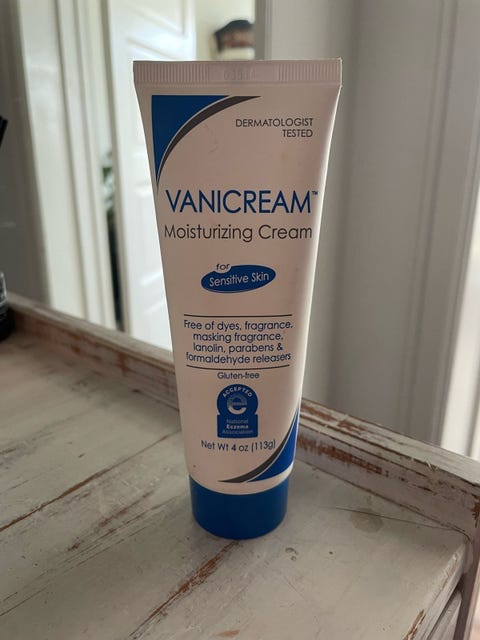 DERMATOLOGIST
TESTED
VANICREAM™
Moisturizing Cream
for
Sensitive Skin
Free of dyes, fragrance,
masking fragrance,
lanolin, parabens &
formaldehyde releasers
Gluten-free
ACCEPTED
National
Eczema
Association
Net Wt 4 oz (113g)